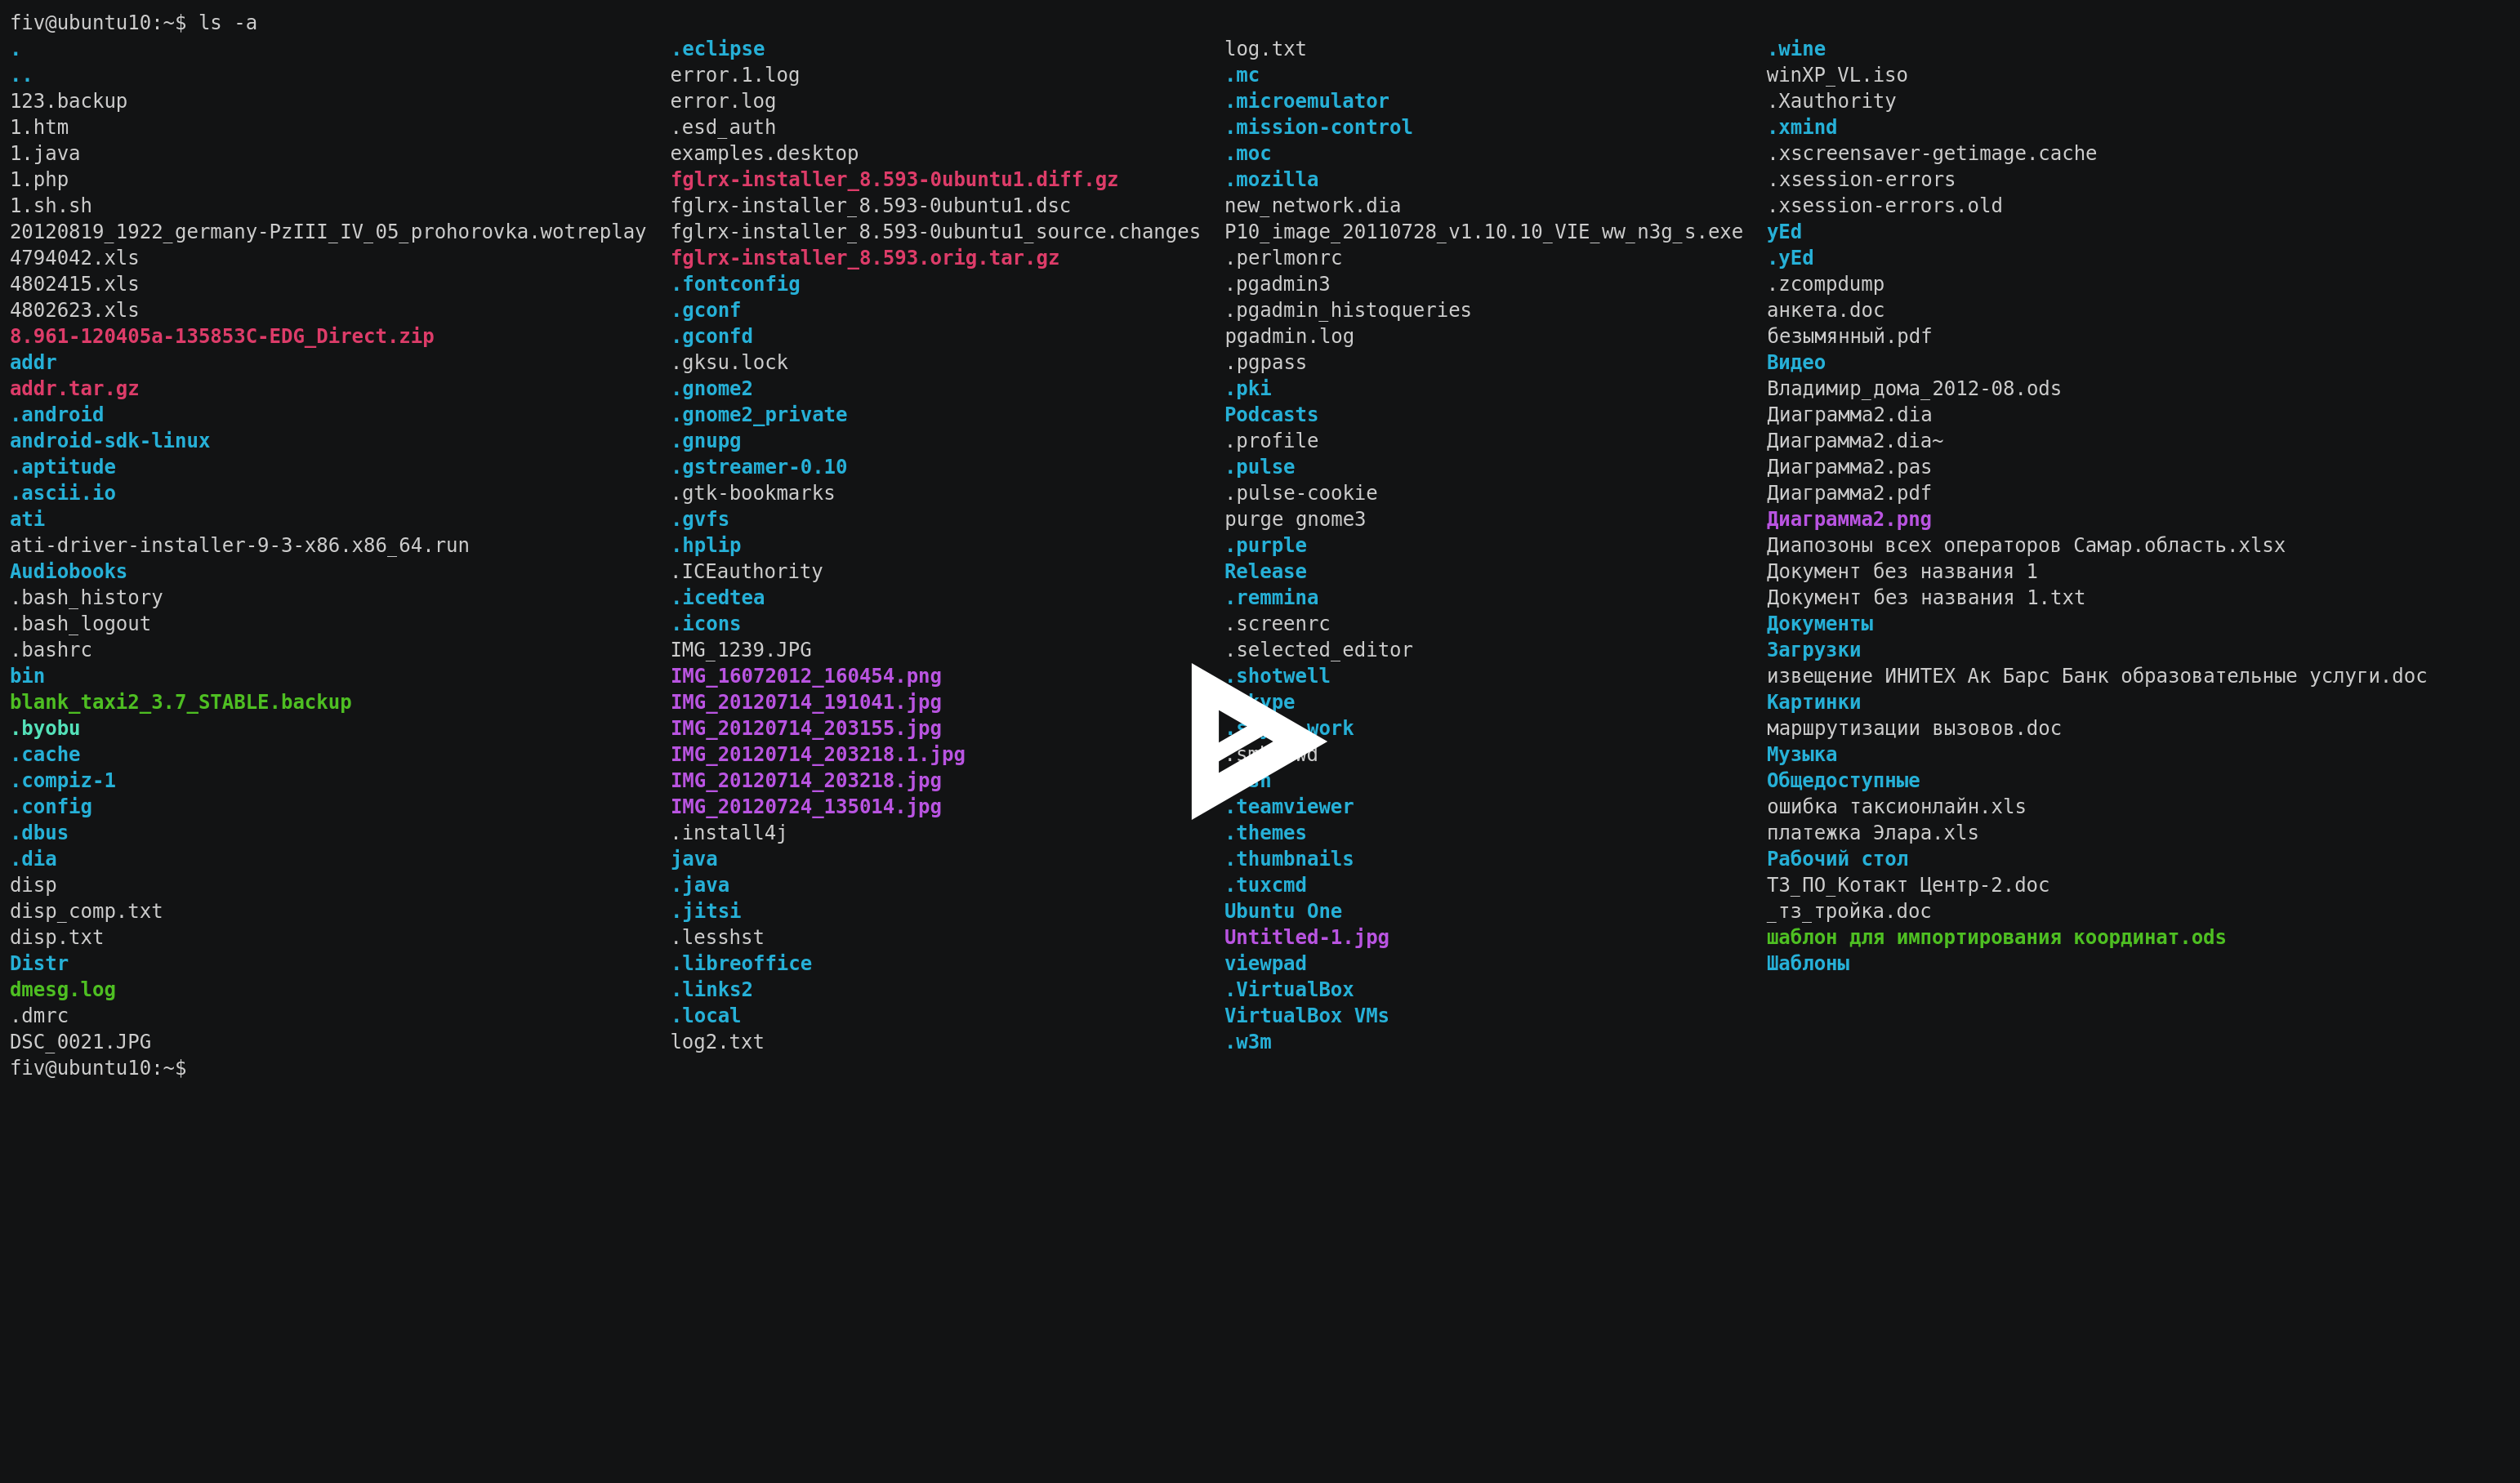 fiv@ubuntu10:~$ ls -a
. .eclipse log.txt .wine
.. error.1.log .mc winXP_VL.iso
123.backup error.log .microemulator .Xauthority
1.htm .esd_auth .mission-control .xmind
1.java examples.desktop .moc .xscreensaver-getimage.cache
1.php fglrx-installer_8.593-0ubuntu1.diff.gz .mozilla .xsession-errors
1.sh.sh fglrx-installer_8.593-0ubuntu1.dsc new_network.dia .xsession-errors.old
20120819_1922_germany-PzIII_IV_05_prohorovka.wotreplay fglrx-installer_8.593-0ubuntu1_source.changes P10_image_20110728_v1.10.10_VIE_ww_n3g_s.exe yEd
4794042.xls fglrx-installer_8.593.orig.tar.gz .perlmonrc .yEd
4802415.xls .fontconfig .pgadmin3 .zcompdump
4802623.xls .gconf .pgadmin_histoqueries анкета.doc
8.961-120405a-135853C-EDG_Direct.zip .gconfd pgadmin.log безымянный.pdf
addr .gksu.lock .pgpass Видео
addr.tar.gz .gnome2 .pki Владимир_дома_2012-08.ods
.android .gnome2_private Podcasts Диаграмма2.dia
android-sdk-linux .gnupg .profile Диаграмма2.dia~
.aptitude .gstreamer-0.10 .pulse Диаграмма2.pas
.ascii.io .gtk-bookmarks .pulse-cookie Диаграмма2.pdf
ati .gvfs purge gnome3 Диаграмма2.png
ati-driver-installer-9-3-x86.x86_64.run .hplip .purple Диапозоны всех операторов Самар.область.xlsx
Audiobooks .ICEauthority Release Документ без названия 1
.bash_history .icedtea .remmina Документ без названия 1.txt
.bash_logout .icons .screenrc Документы
.bashrc IMG_1239.JPG .selected_editor Загрузки
bin IMG_16072012_160454.png .shotwell извещение ИНИТЕХ Ак Барс Банк образовательные услуги.doc
blank_taxi2_3.7_STABLE.backup IMG_20120714_191041.jpg Картинки
.byobu IMG_20120714_203155.jpg маршрутизации вызовов.doc
.cache IMG_20120714_203218.1.jpg Музыка
.compiz-1 IMG_20120714_203218.jpg Общедоступные
.config IMG_20120724_135014.jpg .teamviewer ошибка таксионлайн.xls
.dbus .install4j .themes платежка Элара.xls
.dia java .thumbnails Рабочий стол
disp .java .tuxcmd ТЗ_ПО_Котакт Центр-2.doc
disp_comp.txt .jitsi Ubuntu One _тз_тройка.doc
disp.txt .lesshst Untitled-1.jpg шаблон для импортирования координат.ods
Distr .libreoffice viewpad Шаблоны
dmesg.log .links2 .VirtualBox
.dmrc .local VirtualBox VMs
DSC_0021.JPG log2.txt .w3m
fiv@ubuntu10:~$